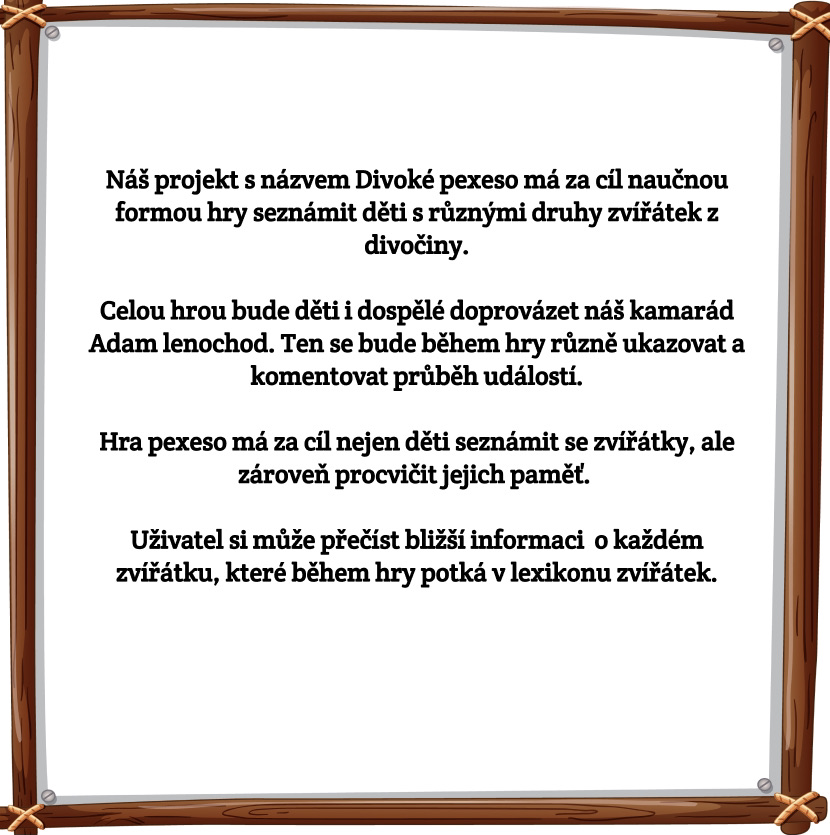 Náš projekt s názvem Divoké pexeso má za cíl naučnou
formou hry seznámit děti s různými druhy zvířátek z
divočiny.
Celou hrou bude děti i dospělé doprovázet náš kamarád
Adam lenochod. Ten se bude během hry různě ukazovat a
komentovat průběh událostí.
Hra pexeso má za cíl nejen děti seznámit se zvířátky, ale
zároveň procvičit jejich paměť.
Uživatel si může přečíst bližší informaci  o každém
zvířátku, které během hry potká v lexikonu zvířátek.